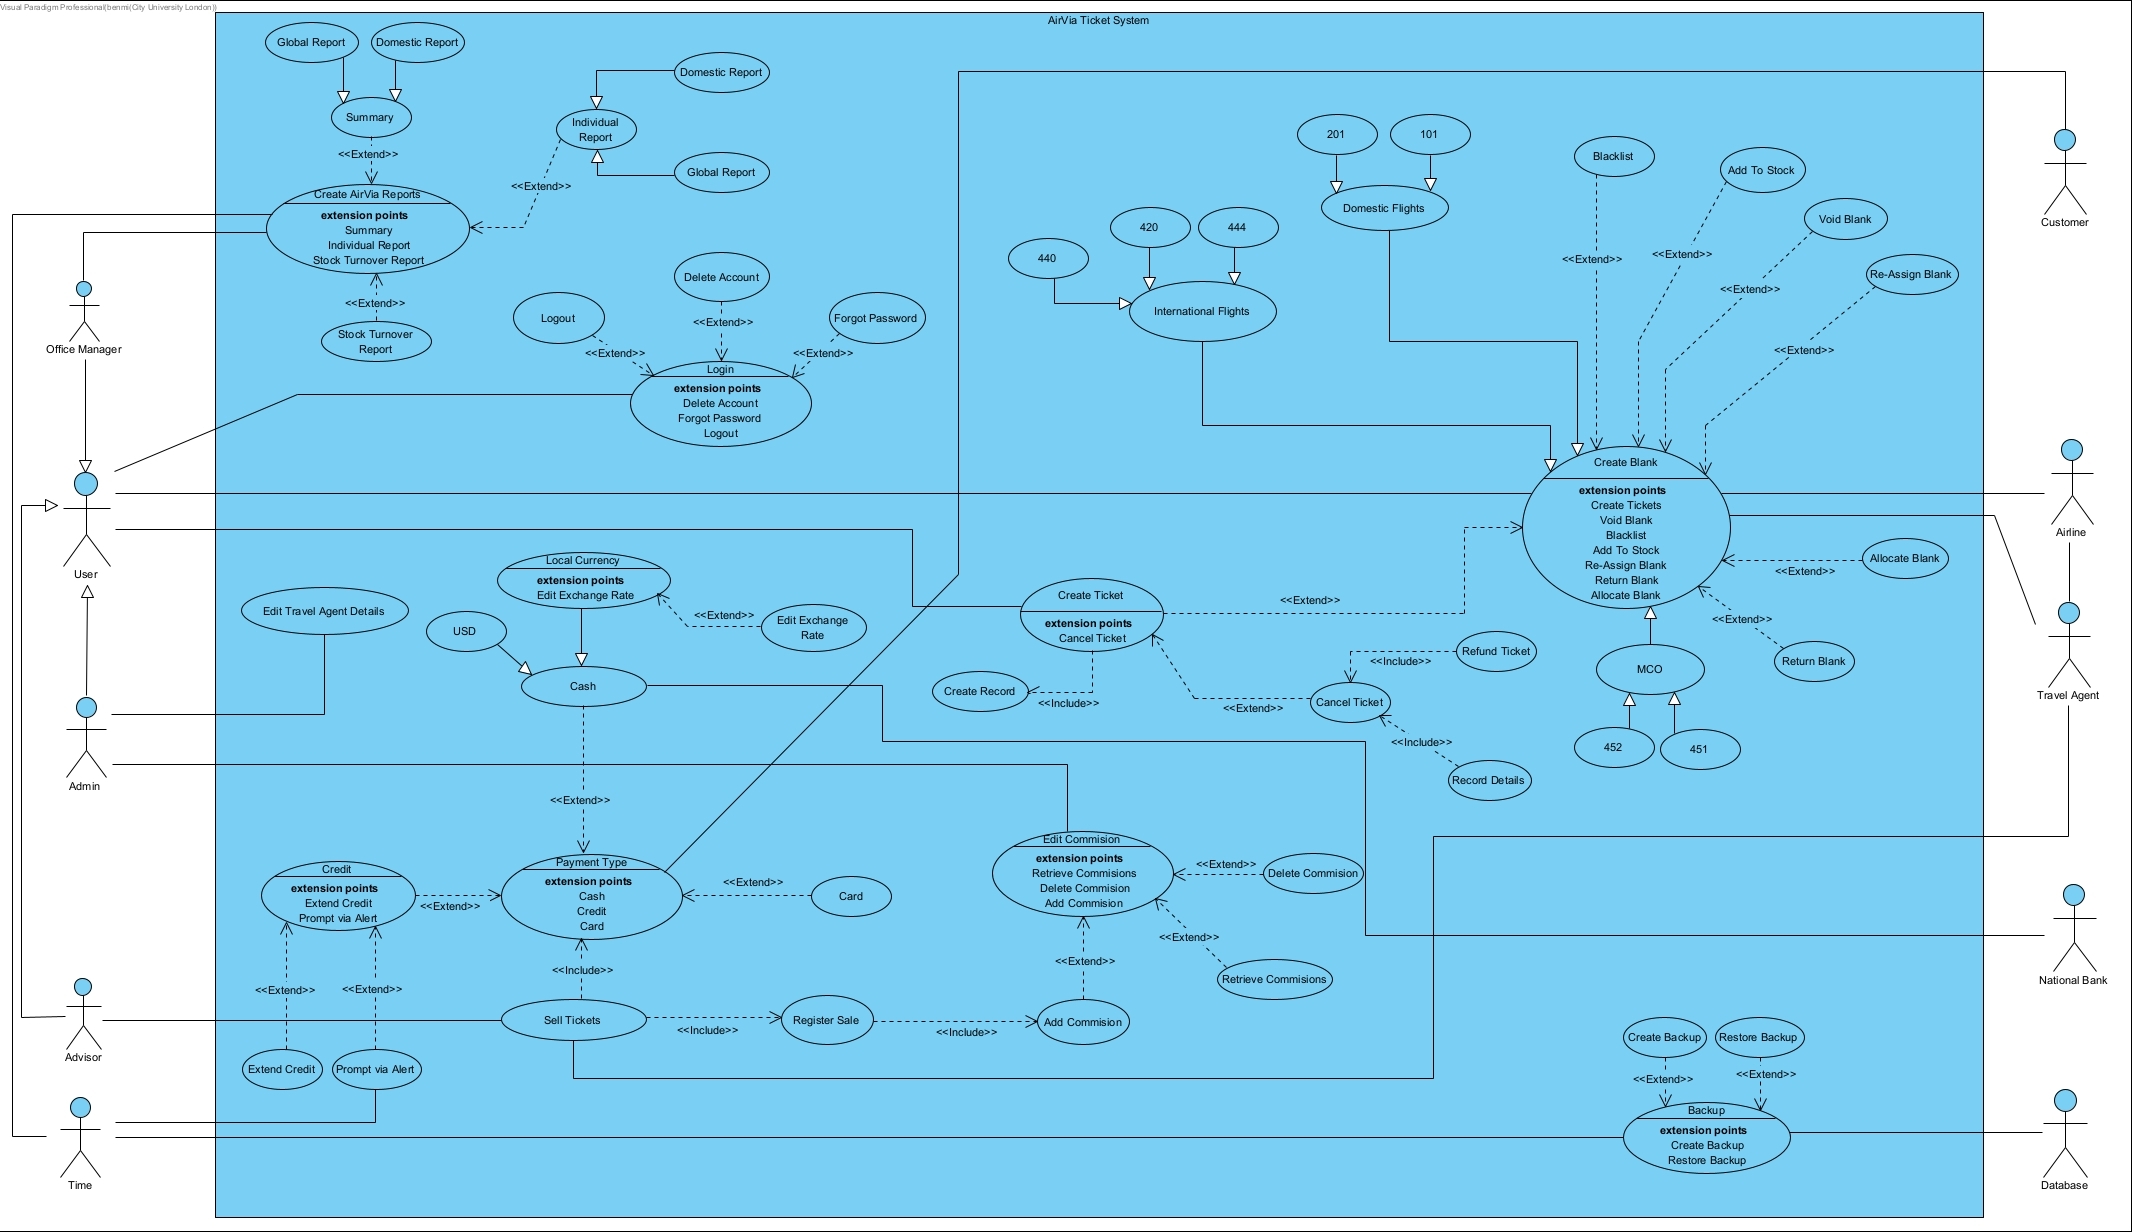 Visual Paradigm Professional(benmi(City University London))
AirVia Ticket System
Global Report
Domestic Report
Summary
<<Extend>>
Domestic Report
Individual
Report
Global Report
<<Extend>>
Create AirVia Reports
extension points
Summary
Individual Report
Stock Turnover Report
<<Extend>>
Stock Turnover
Report
Office Manager
Delete Account
Logout
Forgot Password
<<Extend>>
<<Extend>>
<<Extend>>
Login
extension points
Delete Account
Forgot Password
Logout
201
101
Domestic Flights
420
444
440
International Flights
Blacklist
Add To Stock
Void Blank
Re-Assign Blank
<<Extend>>
<<Extend>>
<<Extend>>
<<Extend>>
Customer
Create Blank
extension points
Create Tickets
Void Blank
Blacklist
Add To Stock
Re-Assign Blank
Return Blank
Allocate Blank
Airline
Allocate Blank
<<Extend>>
<<Extend>>
Return Blank
MCO
452
451
Travel Agent
User
Edit Travel Agent Details
Local Currency
extension points
Edit Exchange Rate
<<Extend>>
Edit Exchange
Rate
USD
Cash
<<Extend>>
Create Ticket
extension points
Cancel Ticket
<<Extend>>
Create Record
<<Include>>
Refund Ticket
<<Include>>
Cancel Ticket
<<Extend>>
<<Include>>
Record Details
Admin
Credit
extension points
Extend Credit
Prompt via Alert
<<Extend>>
Payment Type
extension points
Cash
Credit
Card
<<Extend>>
Card
Edit Commision
extension points
Retrieve Commisions
Delete Commision
Add Commision
<<Extend>>
Delete Commision
<<Extend>>
Retrieve Commisions
<<Extend>>
National Bank
<<Extend>>
<<Extend>>
<<Include>>
Advisor
Sell Tickets
<<Include>>
Register Sale
<<Include>>
Add Commision
Extend Credit
Prompt via Alert
Create Backup
Restore Backup
<<Extend>>
<<Extend>>
Backup
extension points
Create Backup
Restore Backup
Time
Database